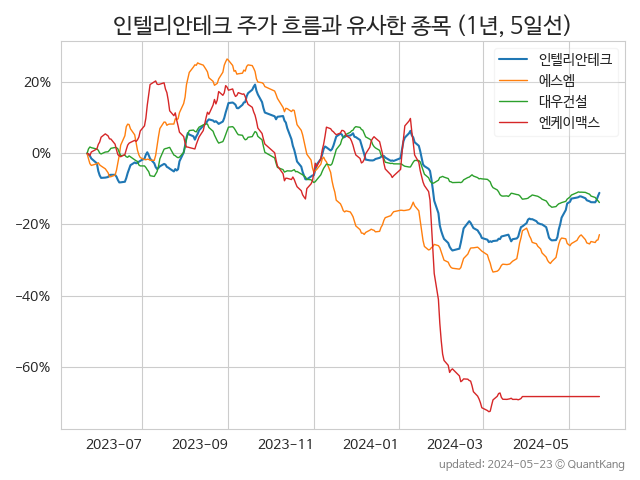 인텔리안테크 주가 흐름과 유사한 종목 (1년, 5일선)
인텔리안테크
에스엠
대우건설
엔케이맥스
20%
0%
−20%
−40%
−60%
2023-07
2023-09
2023-11
2024-01
2024-03
2024-05
updated: 2024-05-23 © QuantKang